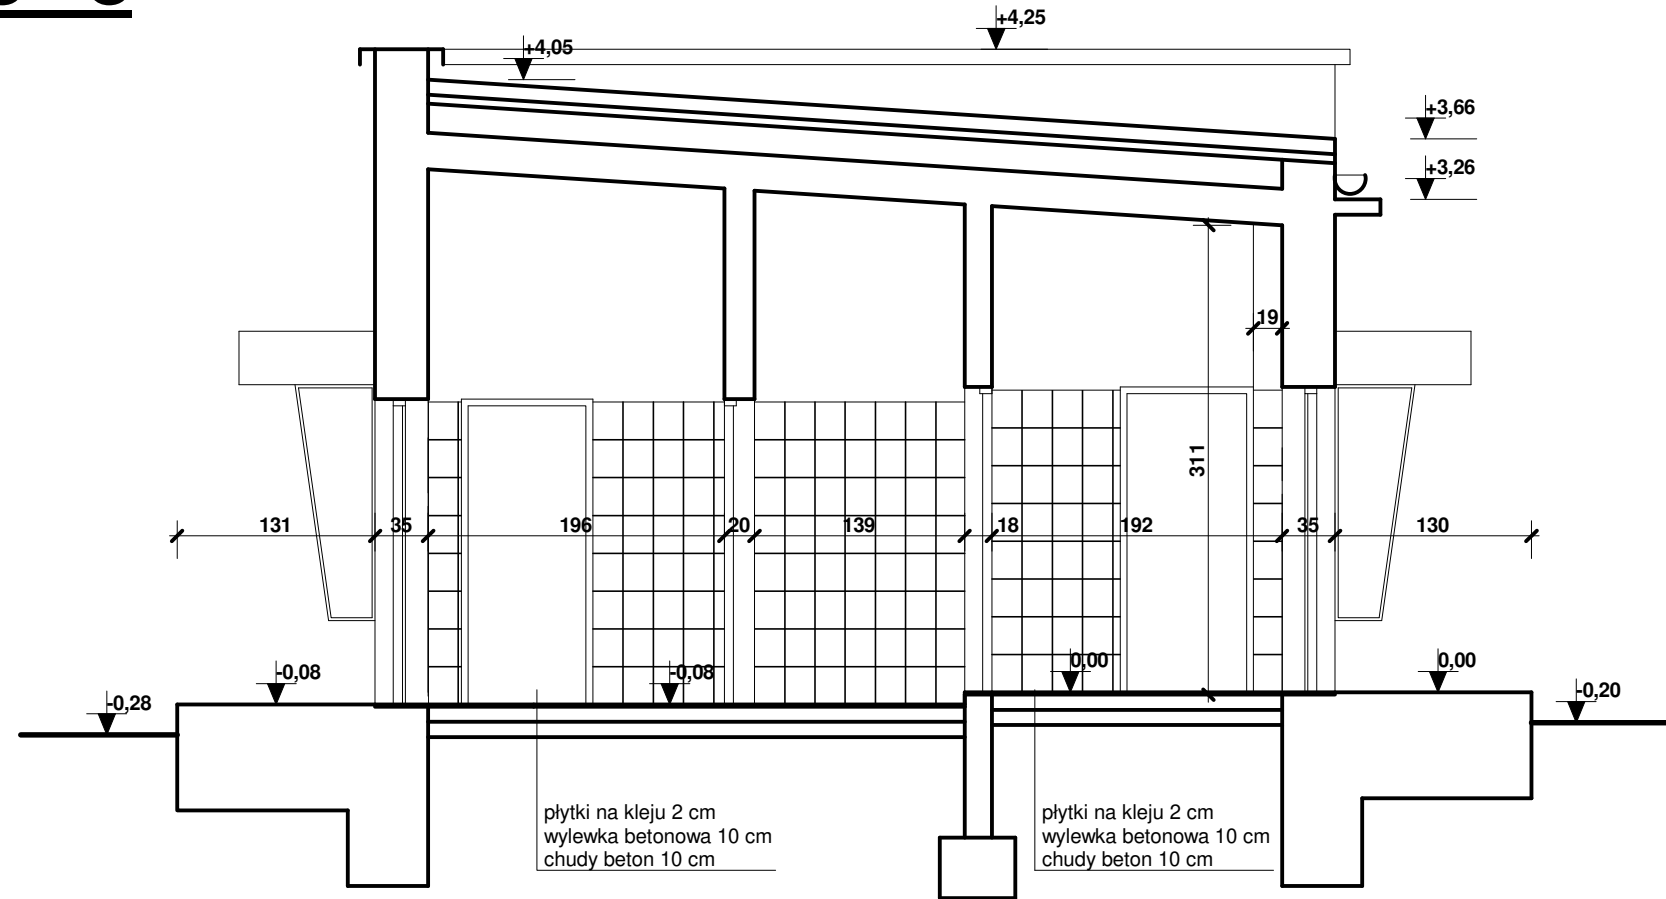 +4,25
+4,05
+3,66
+3,26
19
311
131 35 196 20 139 18 192 35 130
-0,28
-0,08
-0,08
0,00
0,00
-0,20
płytki na kleju 2 cm
wylewka betonowa 10 cm
chudy beton 10 cm
płytki na kleju 2 cm
wylewka betonowa 10 cm
chudy beton 10 cm